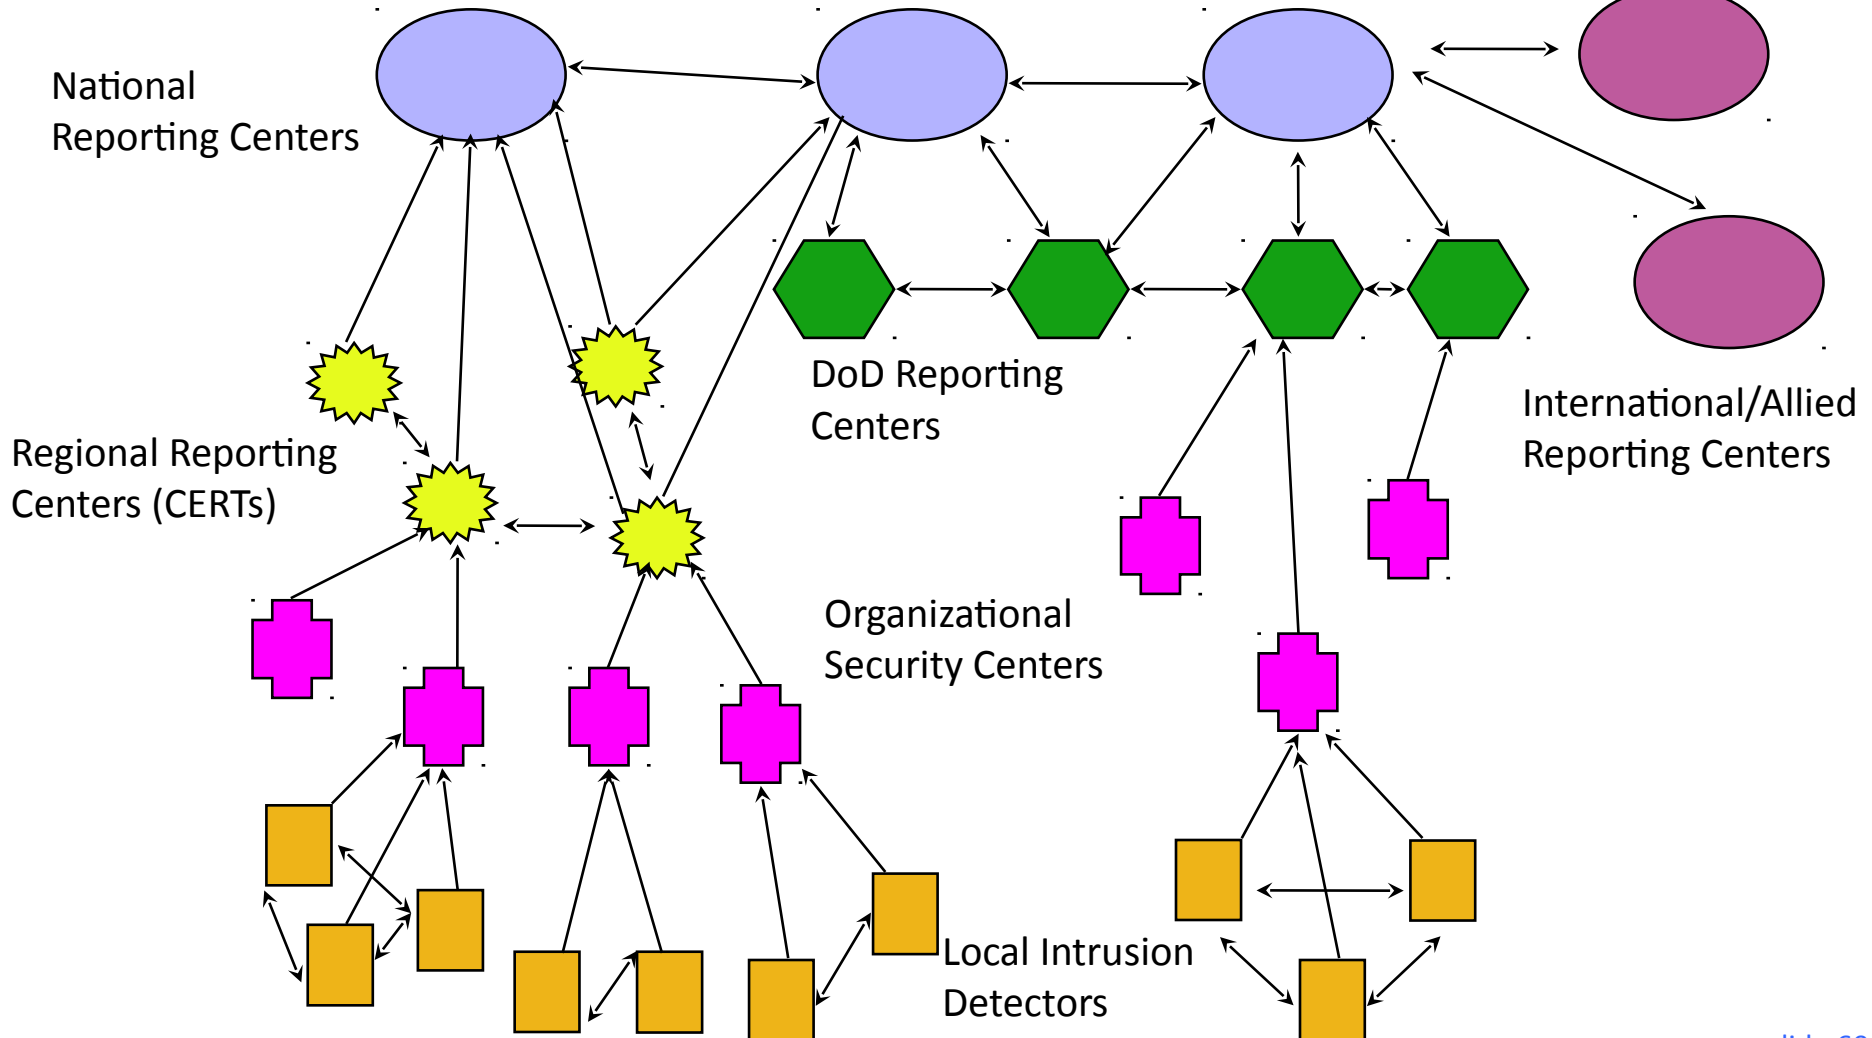 National
Reporting Centers
DoD Reporting
Centers
International/Allied
Reporting Centers
Regional Reporting
Centers (CERTs)
Organizational
Security Centers
Local Intrusion
Detectors